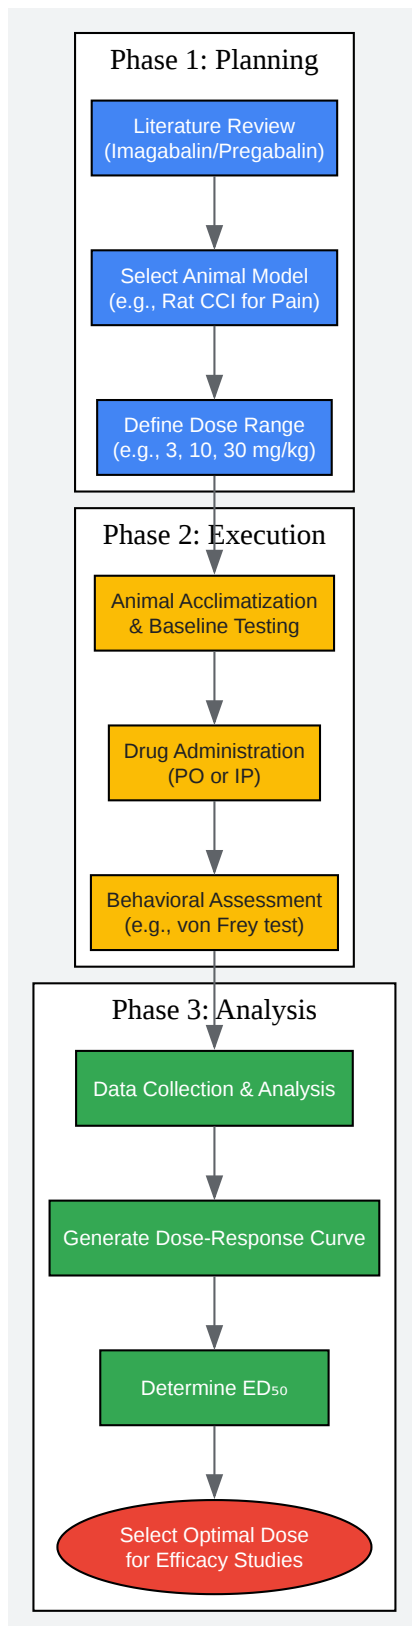 Phase 1: Planning
Literature Review
(Imagabalin/Pregabalin)
Select Animal Model
(e.g., Rat CCI for Pain)
Define Dose Range
(e.g., 3, 10, 30 mg/kg)
Phase 2: Execution
Animal Acclimatization
& Baseline Testing
Drug Administration
(PO or IP)
Behavioral Assessment
(e.g., von Frey test)
Phase 3: Analysis
Data Collection & Analysis
Generate Dose-Response Curve
Determine ED₅₀
Select Optimal Dose
for Efficacy Studies